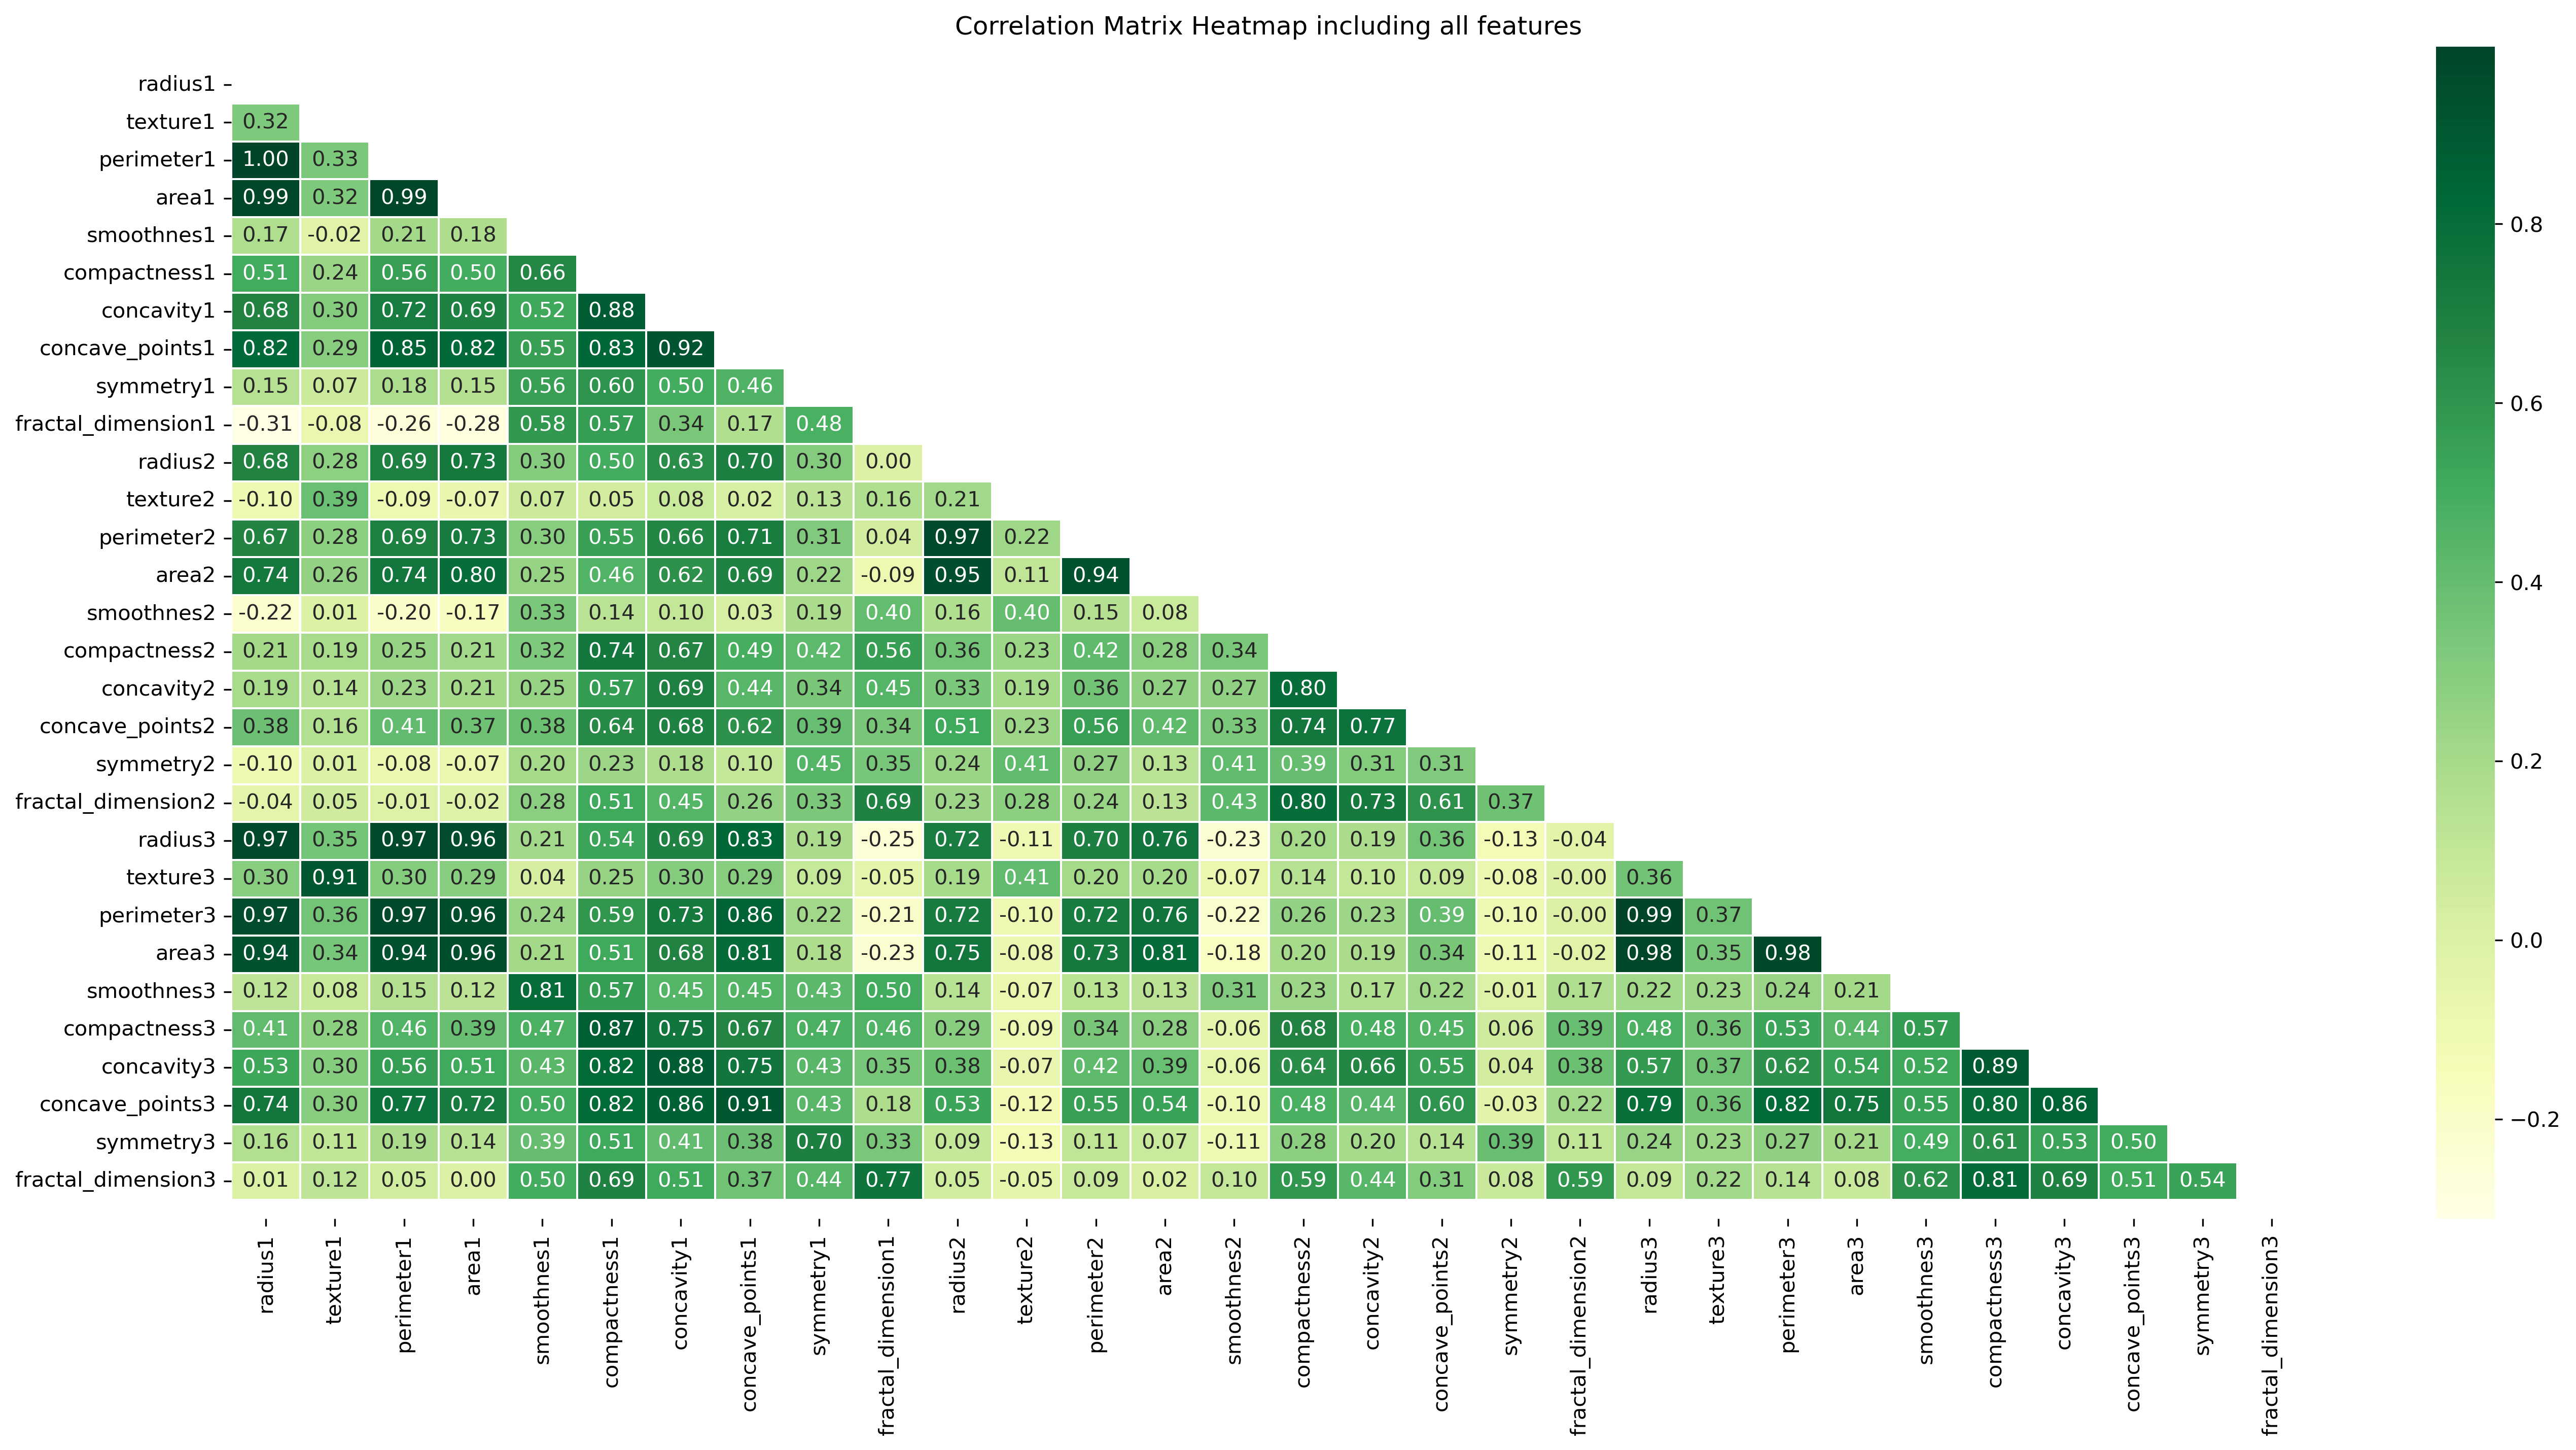 Correlation Matrix Heatmap including all features
radius1
texture1 0.32
perimeter1 1.00 0.33
area1 0.99 0.32 0.99
smoothnes1 0.17 -0.02 0.21 0.18
compactness1 0.51 0.24 0.56 0.50 0.66
concavity1 0.68 0.30 0.72 0.69 0.52 0.88
concave_points1 0.82 0.29 0.85 0.82 0.55 0.83 0.92
symmetry1 0.15 0.07 0.18 0.15 0.56 0.60 0.50 0.46
fractal_dimension1 -0.31 -0.08 -0.26 -0.28 0.58 0.57 0.34 0.17 0.48
radius2 0.68 0.28 0.69 0.73 0.30 0.50 0.63 0.70 0.30 0.00
texture2 -0.10 0.39 -0.09 -0.07 0.07 0.05 0.08 0.02 0.13 0.16 0.21
perimeter2 0.67 0.28 0.69 0.73 0.30 0.55 0.66 0.71 0.31 0.04 0.97 0.22
area2 0.74 0.26 0.74 0.80 0.25 0.46 0.62 0.69 0.22 -0.09 0.95 0.11 0.94
smoothnes2 -0.22 0.01 -0.20 -0.17 0.33 0.14 0.10 0.03 0.19 0.40 0.16 0.40 0.15 0.08
compactness2 0.21 0.19 0.25 0.21 0.32 0.74 0.67 0.49 0.42 0.56 0.36 0.23 0.42 0.28 0.34
concavity2 0.19 0.14 0.23 0.21 0.25 0.57 0.69 0.44 0.34 0.45 0.33 0.19 0.36 0.27 0.27 0.80
concave_points2 0.38 0.16 0.41 0.37 0.38 0.64 0.68 0.62 0.39 0.34 0.51 0.23 0.56 0.42 0.33 0.74 0.77
symmetry2 -0.10 0.01 -0.08 -0.07 0.20 0.23 0.18 0.10 0.45 0.35 0.24 0.41 0.27 0.13 0.41 0.39 0.31 0.31
fractal_dimension2 -0.04 0.05 -0.01 -0.02 0.28 0.51 0.45 0.26 0.33 0.69 0.23 0.28 0.24 0.13 0.43 0.80 0.73 0.61 0.37
radius3 0.97 0.35 0.97 0.96 0.21 0.54 0.69 0.83 0.19 -0.25 0.72 -0.11 0.70 0.76 -0.23 0.20 0.19 0.36 -0.13 -0.04
texture3 0.30 0.91 0.30 0.29 0.04 0.25 0.30 0.29 0.09 -0.05 0.19 0.41 0.20 0.20 -0.07 0.14 0.10 0.09 -0.08 -0.00 0.36
perimeter3 0.97 0.36 0.97 0.96 0.24 0.59 0.73 0.86 0.22 -0.21 0.72 -0.10 0.72 0.76 -0.22 0.26 0.23 0.39 -0.10 -0.00 0.99 0.37
area3 0.94 0.34 0.94 0.96 0.21 0.51 0.68 0.81 0.18 -0.23 0.75 -0.08 0.73 0.81 -0.18 0.20 0.19 0.34 -0.11 -0.02 0.98 0.35 0.98
smoothnes3 0.12 0.08 0.15 0.12 0.81 0.57 0.45 0.45 0.43 0.50 0.14 -0.07 0.13 0.13 0.31 0.23 0.17 0.22 -0.01 0.17 0.22 0.23 0.24 0.21
compactness3 0.41 0.28 0.46 0.39 0.47 0.87 0.75 0.67 0.47 0.46 0.29 -0.09 0.34 0.28 -0.06 0.68 0.48 0.45 0.06 0.39 0.48 0.36 0.53 0.44 0.57
concavity3 0.53 0.30 0.56 0.51 0.43 0.82 0.88 0.75 0.43 0.35 0.38 -0.07 0.42 0.39 -0.06 0.64 0.66 0.55 0.04 0.38 0.57 0.37 0.62 0.54 0.52 0.89
concave_points3 0.74 0.30 0.77 0.72 0.50 0.82 0.86 0.91 0.43 0.18 0.53 -0.12 0.55 0.54 -0.10 0.48 0.44 0.60 -0.03 0.22 0.79 0.36 0.82 0.75 0.55 0.80 0.86
symmetry3 0.16 0.11 0.19 0.14 0.39 0.51 0.41 0.38 0.70 0.33 0.09 -0.13 0.11 0.07 -0.11 0.28 0.20 0.14 0.39 0.11 0.24 0.23 0.27 0.21 0.49 0.61 0.53 0.50
fractal_dimension3 0.01 0.12 0.05 0.00 0.50 0.69 0.51 0.37 0.44 0.77 0.05 -0.05 0.09 0.02 0.10 0.59 0.44 0.31 0.08 0.59 0.09 0.22 0.14 0.08 0.62 0.81 0.69 0.51 0.54
radius1
texture1
perimeter1
area1
smoothnes1
compactness1
concavity1
concave_points1
symmetry1
fractal_dimension1
radius2
texture2
perimeter2
area2
smoothnes2
compactness2
concavity2
concave_points2
symmetry2
fractal_dimension2
radius3
texture3
perimeter3
area3
smoothnes3
compactness3
concavity3
concave_points3
symmetry3
fractal_dimension3
0.8
0.6
0.4
0.2
0.0
−0.2